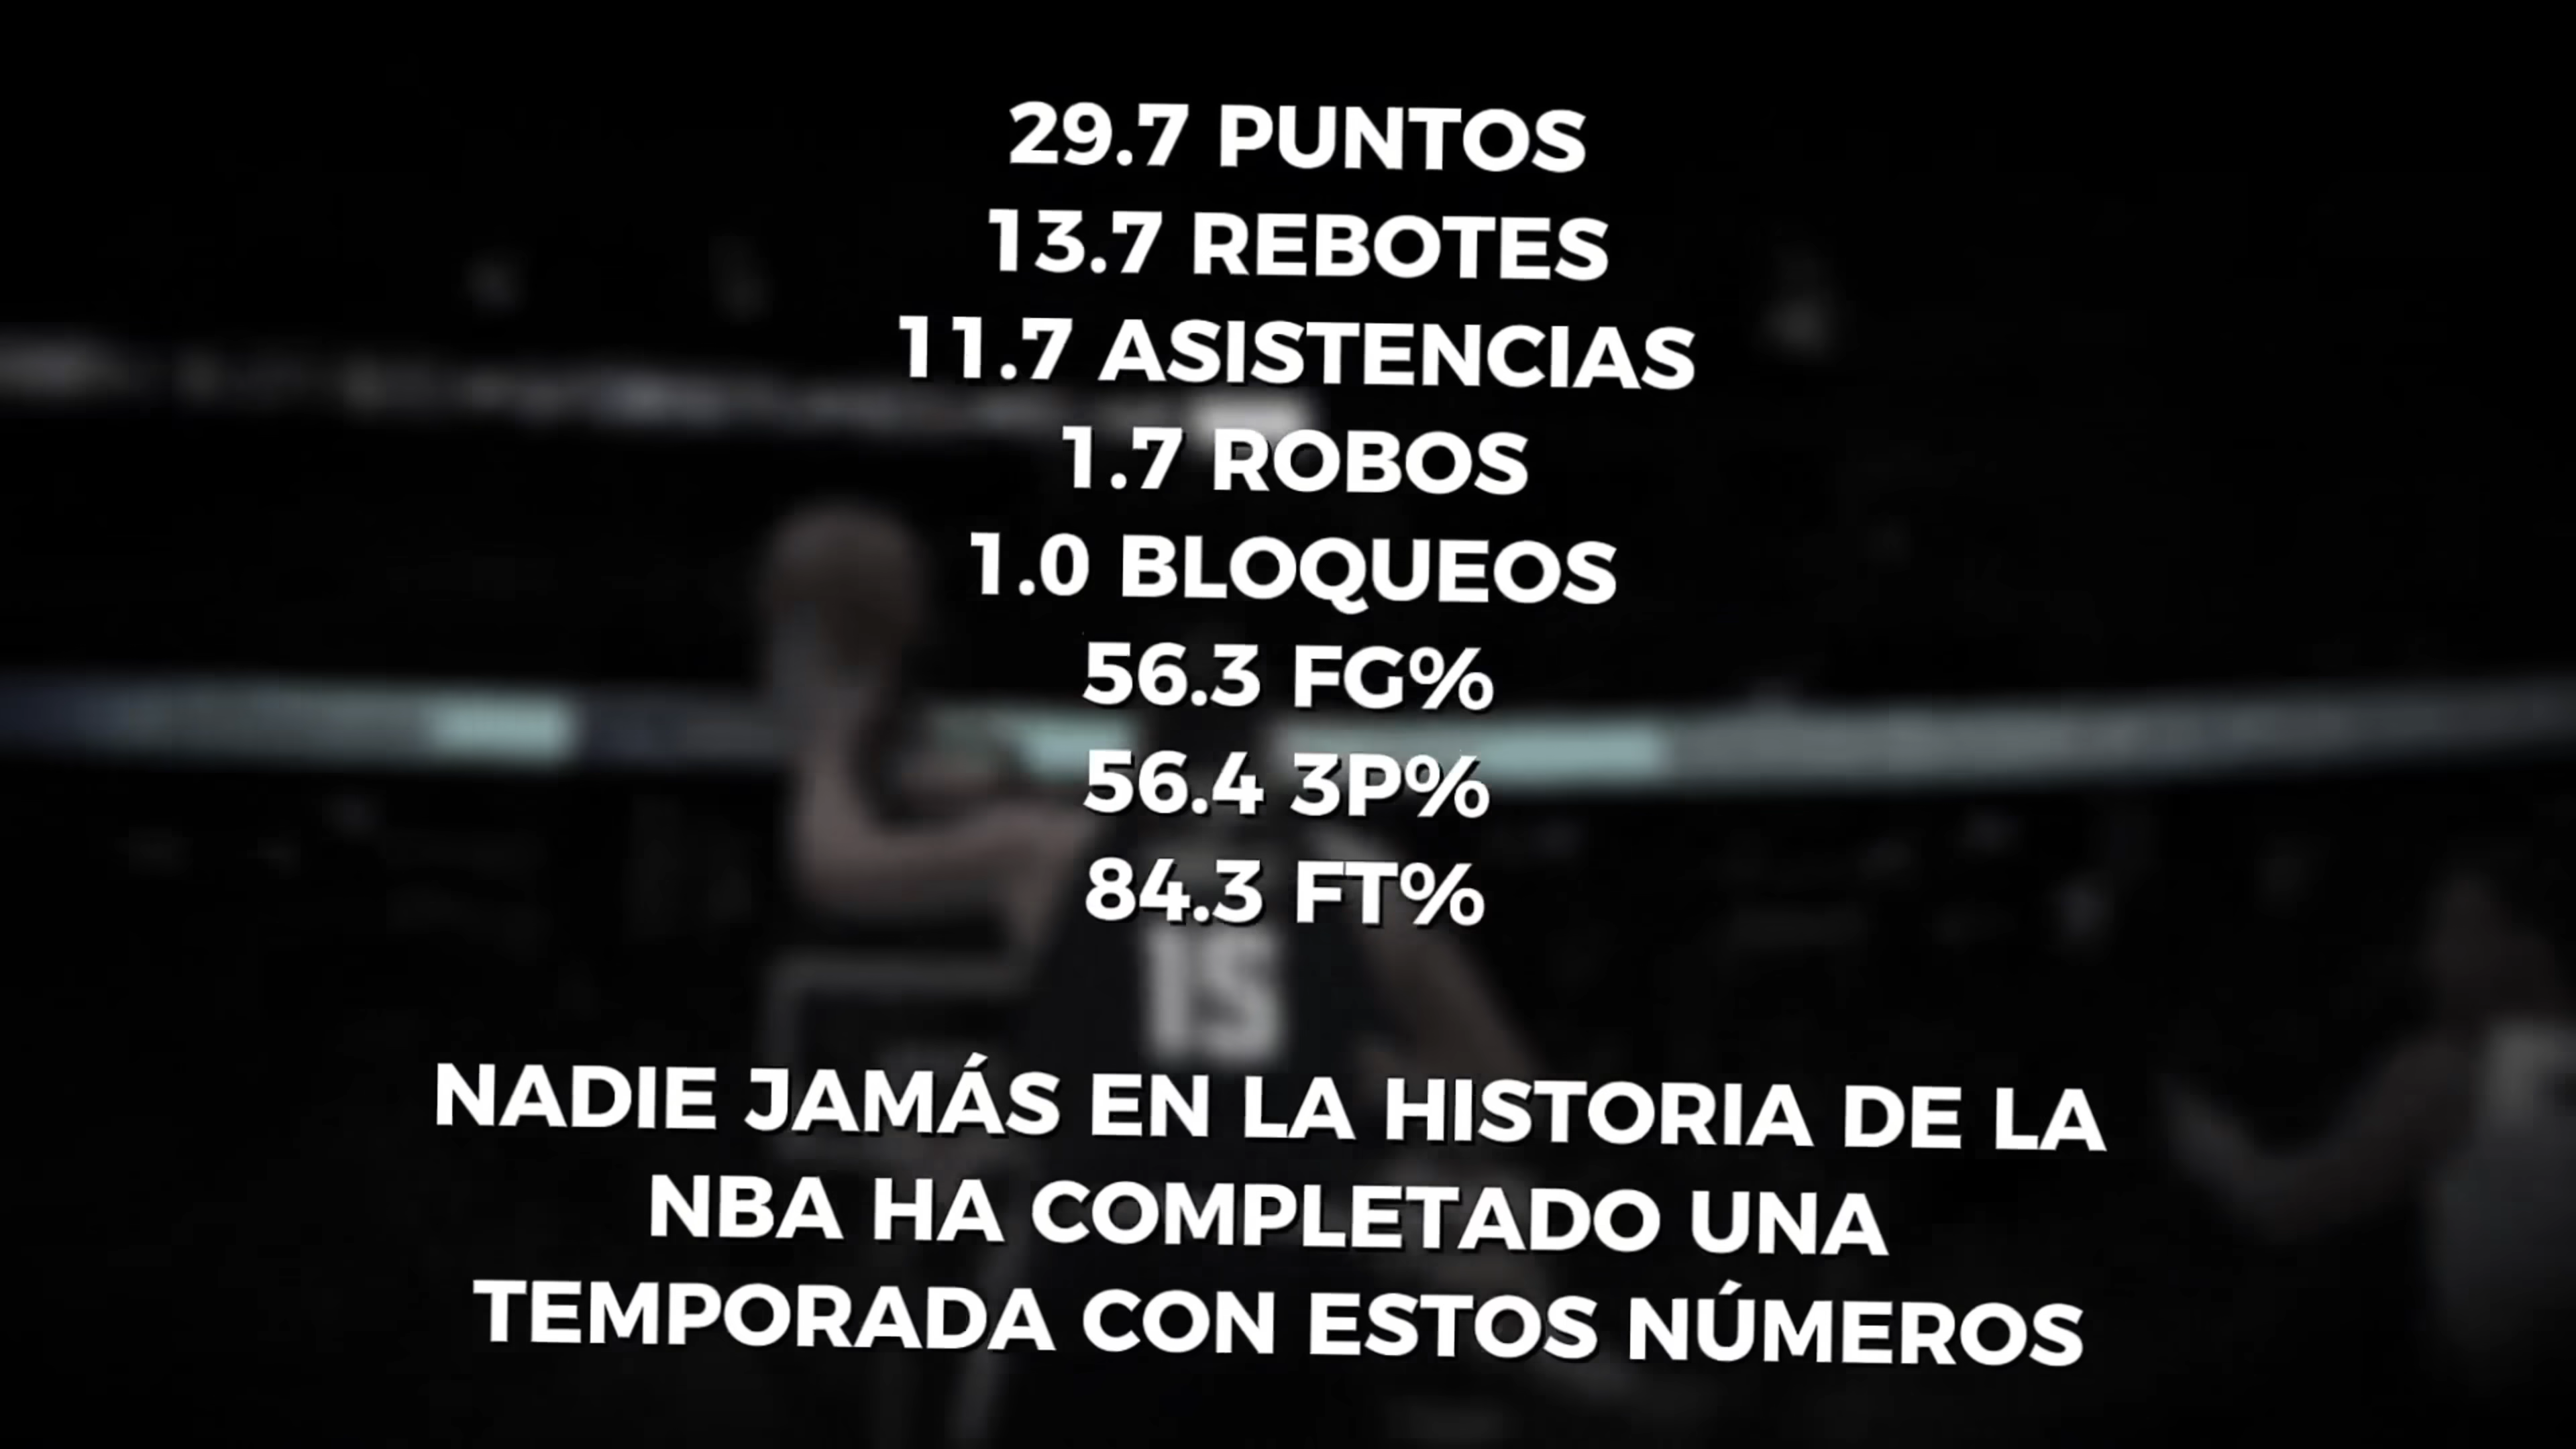 29.7 PUNTOS
13.7 REBOTES
11.7 ASISTENCIAS
1.7 ROBOS
1.0 BLOQUEOS
56.3 FG%
56.4 3P%
84.3 FT%
15
NADIE JAMÁS EN LA HISTORIA DE LA
NBA HA COMPLETADO UNA
TEMPORADA CON ESTOS NÚMEROS